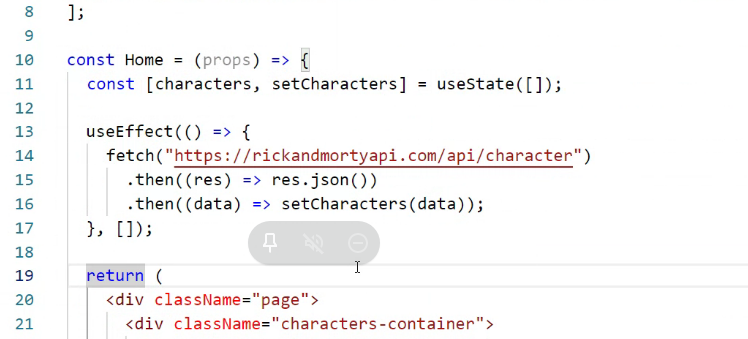 8 ];
9
10 const Home = (props) => {
11 const [characters, setCharacters] = useState([]);
12
13 useEffect(() => {
14 fetch("https://rickandmortyapi.com/api/character")
15 .then((res) => res.json())
16 .then((data) => setCharacters(data));
17 }, []);
18
19 return (
20 <div className="page">
21 <div className="characters-container">